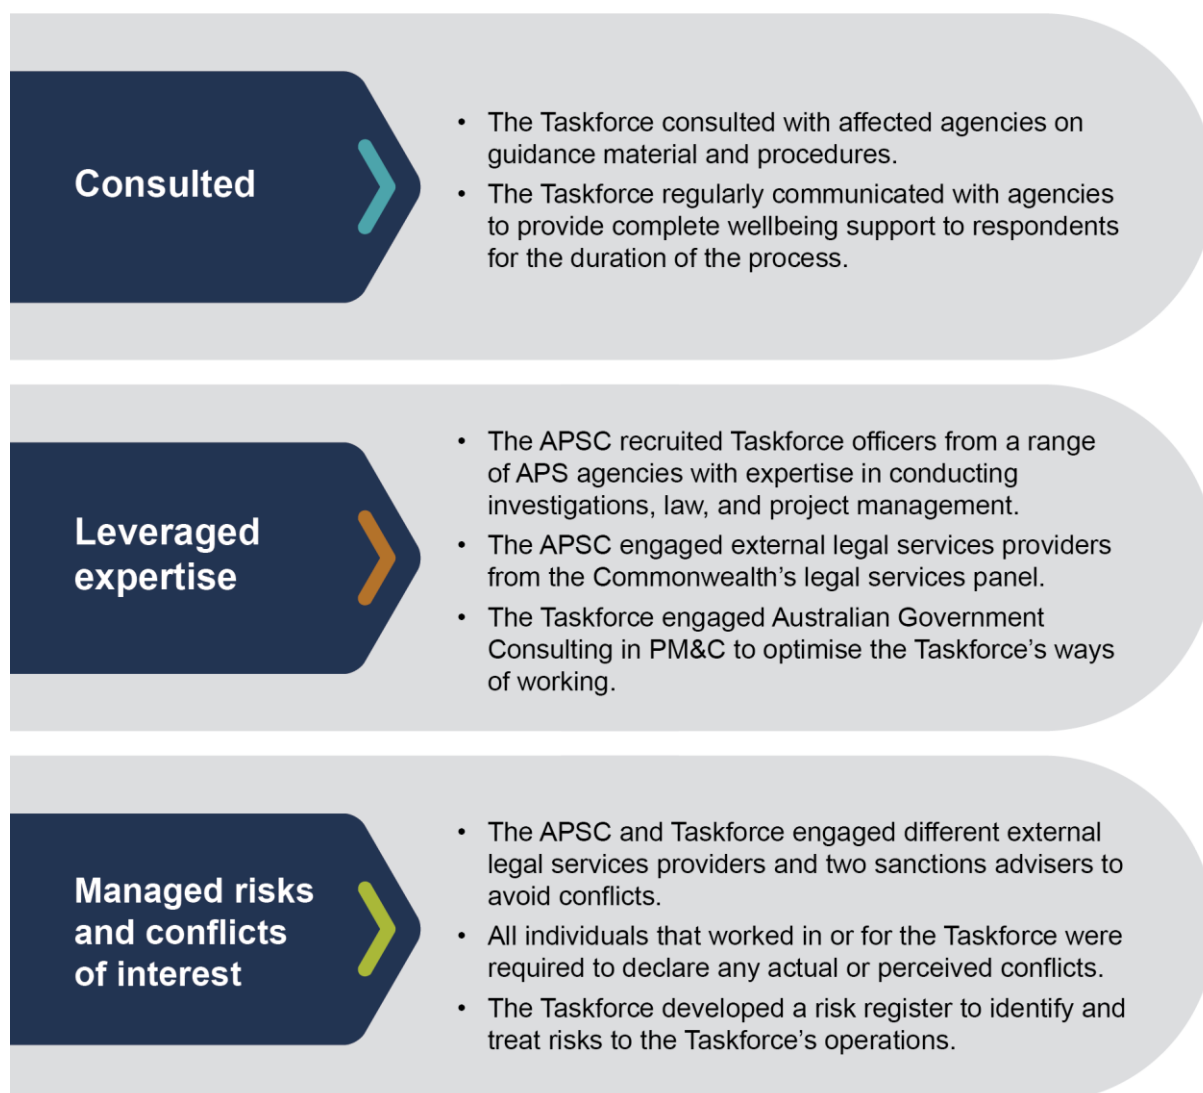 Consulted
• The Taskforce consulted with affected agencies on
guidance material and procedures.
• The Taskforce regularly communicated with agencies
to provide complete wellbeing support to respondents
for the duration of the process.
Leveraged
expertise
• The APSC recruited Taskforce officers from a range
of APS agencies with expertise in conducting
investigations, law, and project management.
• The APSC engaged external legal services providers
from the Commonwealth’s legal services panel.
• The Taskforce engaged Australian Government
Consulting in PM&C to optimise the Taskforce’s ways
of working.
Managed risks
and conflicts
of interest
• The APSC and Taskforce engaged different external
legal services providers and two sanctions advisers to
avoid conflicts.
• All individuals that worked in or for the Taskforce were
required to declare any actual or perceived conflicts.
• The Taskforce developed a risk register to identify and
treat risks to the Taskforce’s operations.